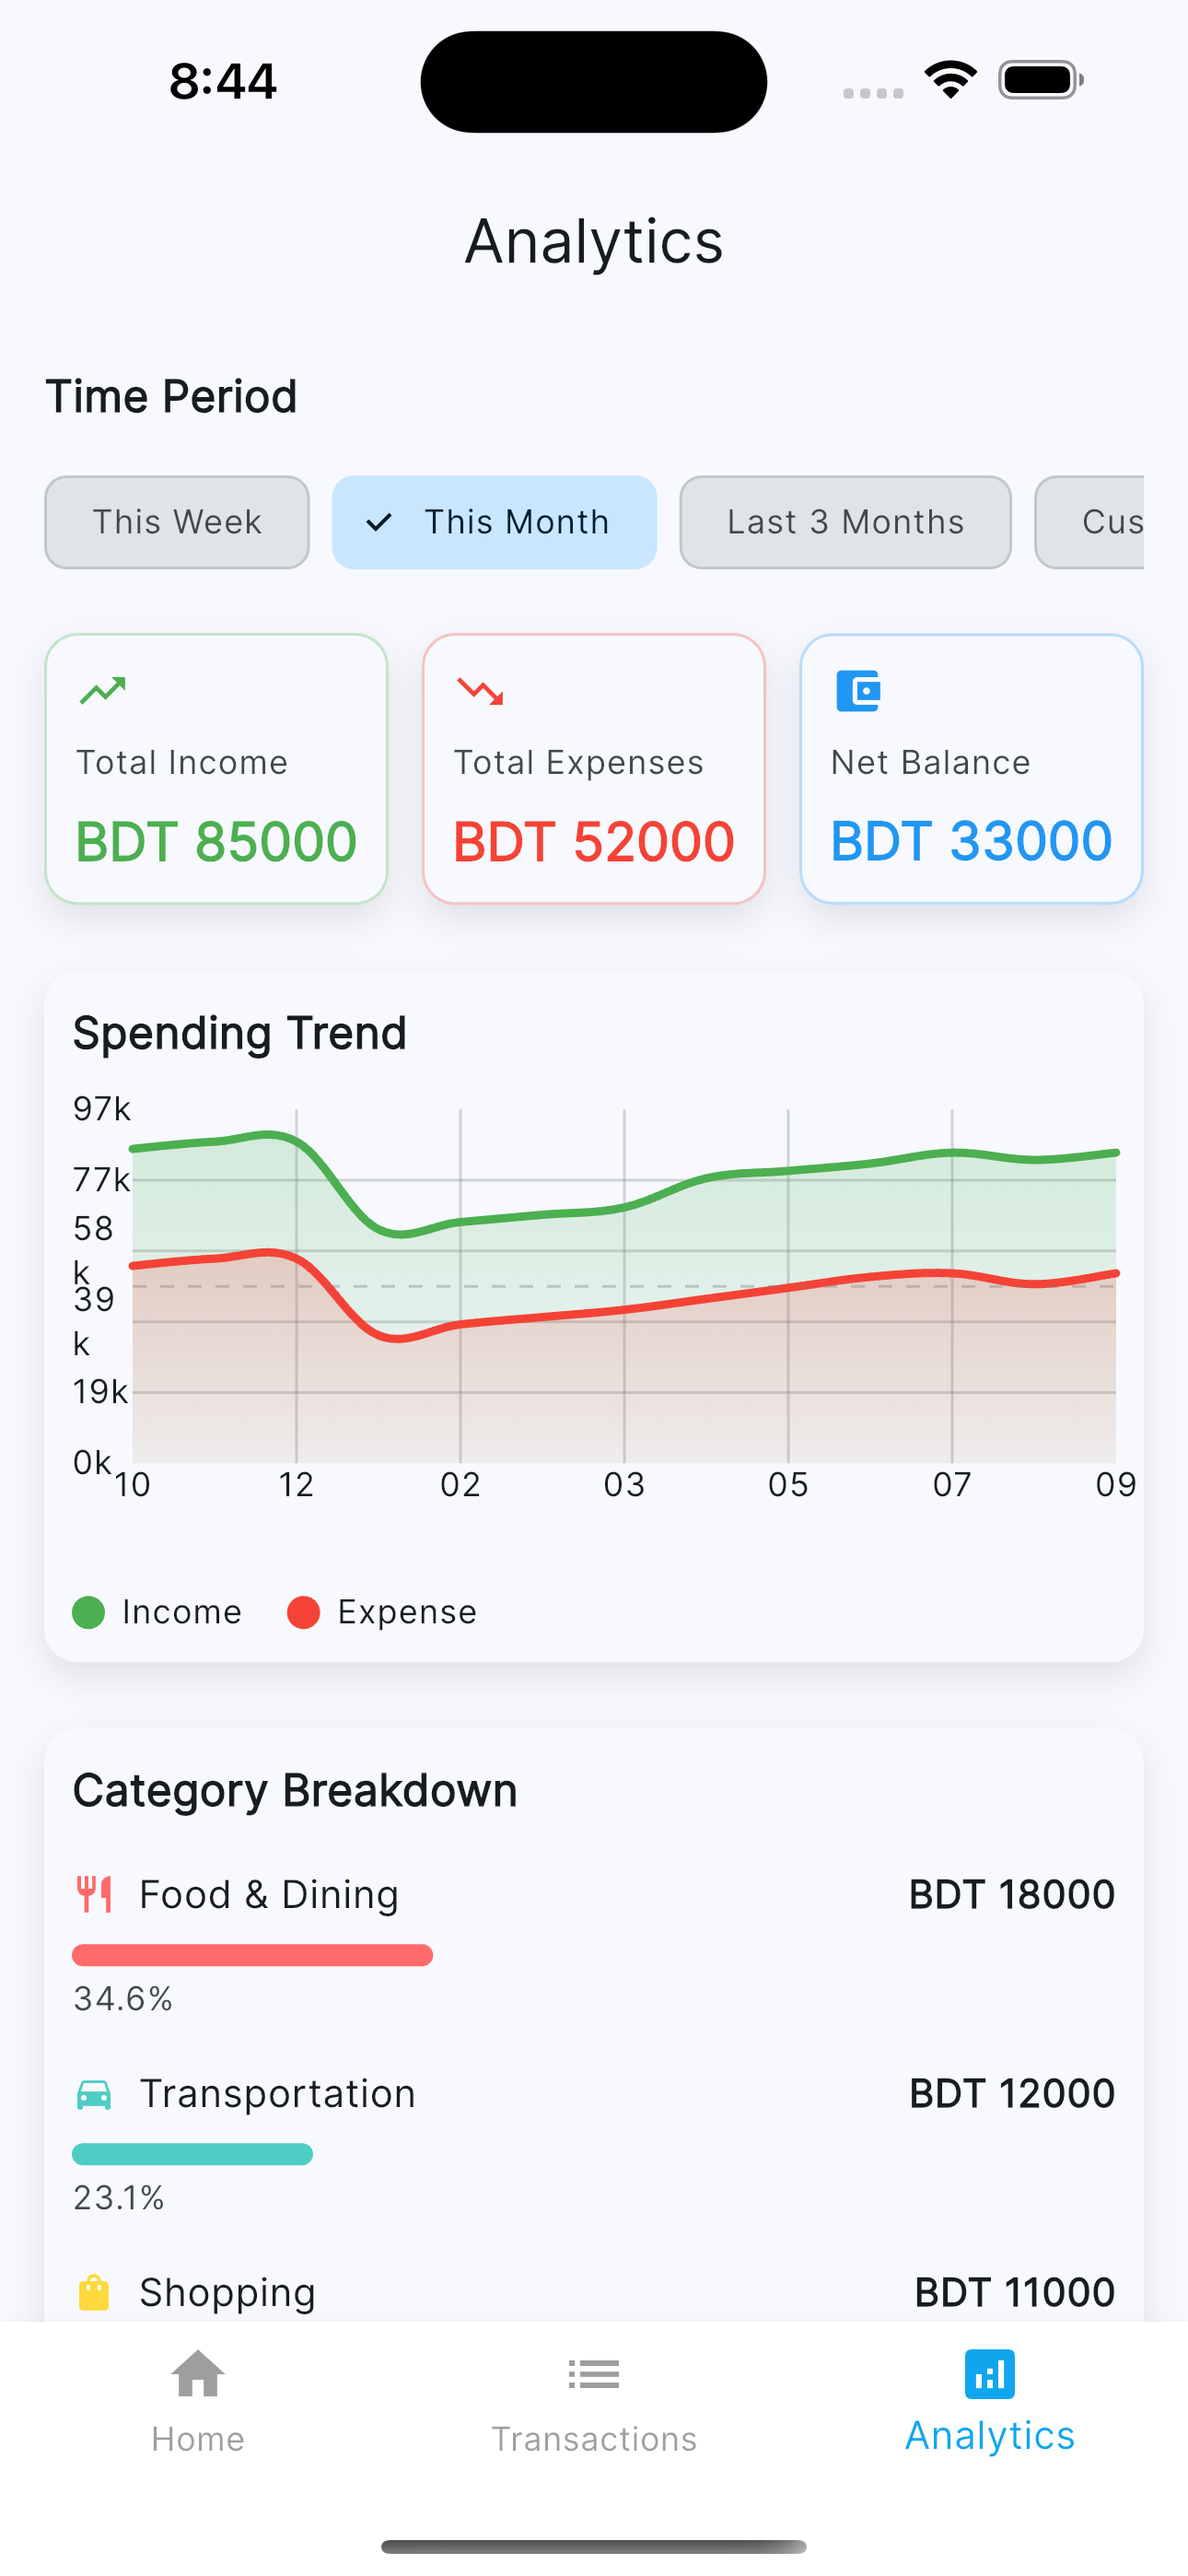 8:44
Analytics
Time Period
This Week
This Month
Last 3 Months
Cus
Total Income
BDT 85000
Total Expenses
BDT 52000
Net Balance
BDT 33000
Spending Trend
97k
77k
58
k
39
k
19k
0k
10 12 02 03 05 07 09
Income Expense
Category Breakdown
Food & Dining BDT 18000
34.6%
Transportation BDT 12000
23.1%
Shopping BDT 11000
Home Transactions Analytics